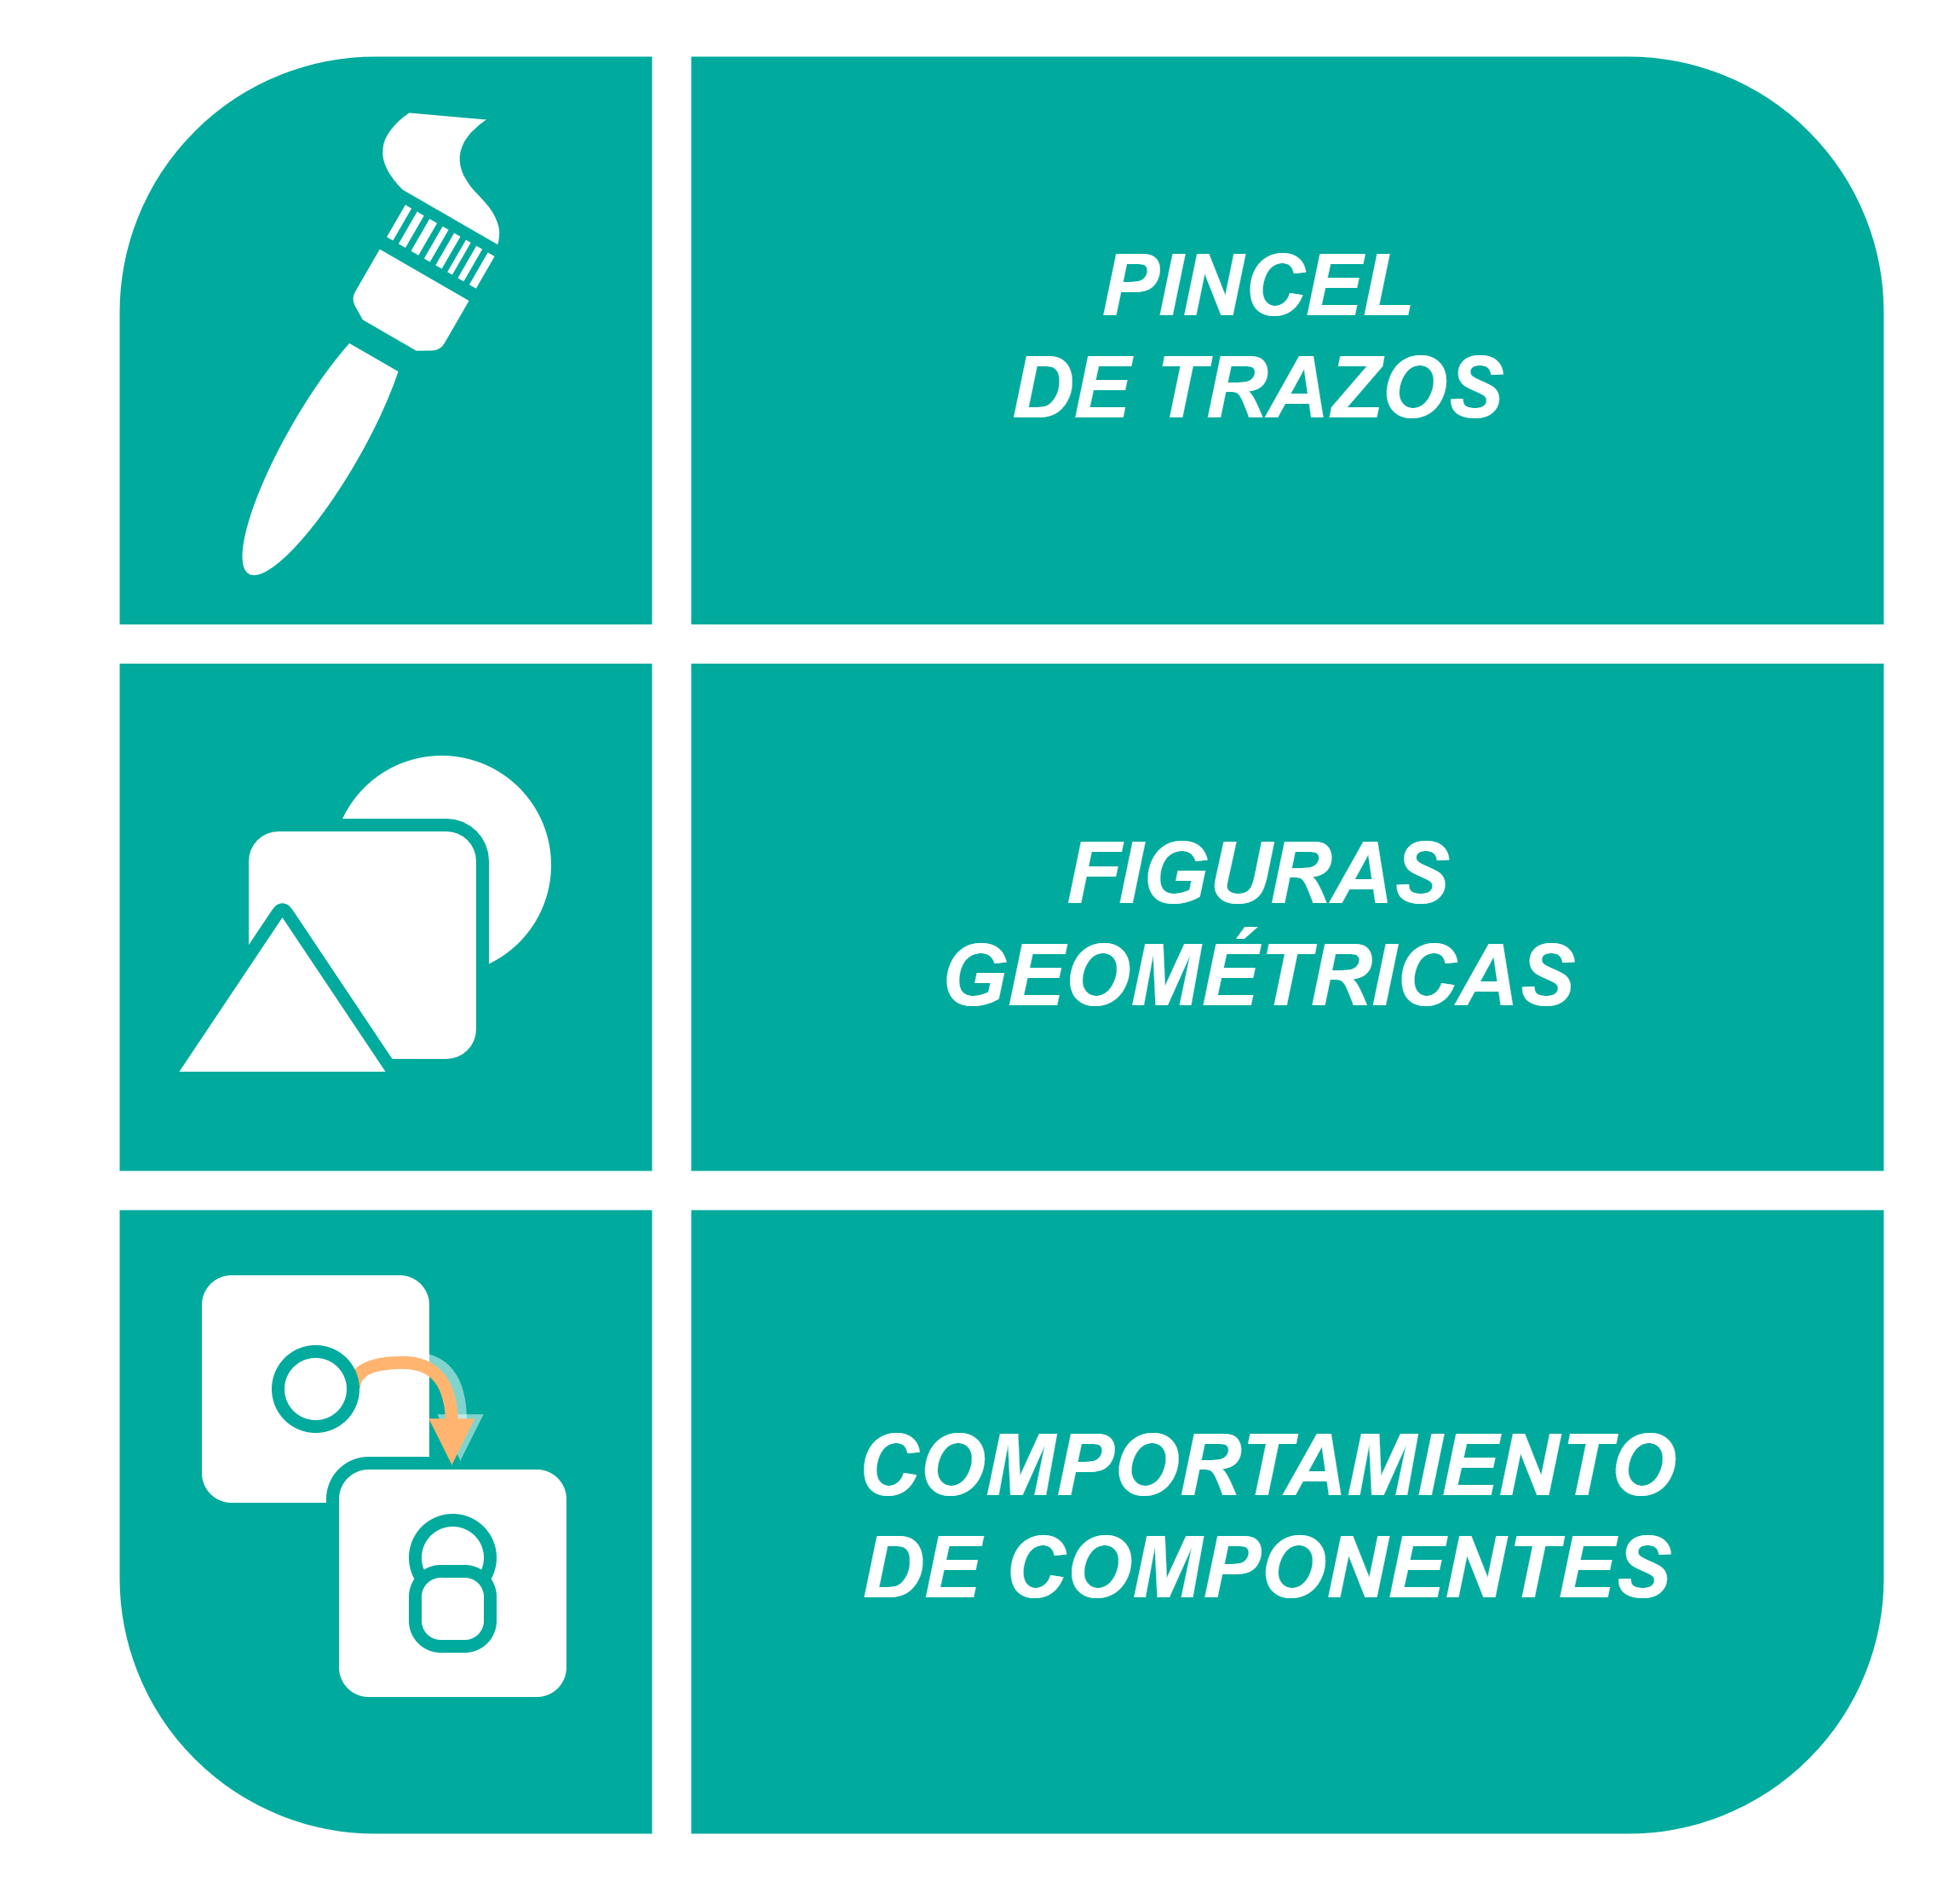 PINCEL
DE TRAZOS
FIGURAS
GEOMÉTRICAS
COMPORTAMIENTO
DE COMPONENTES